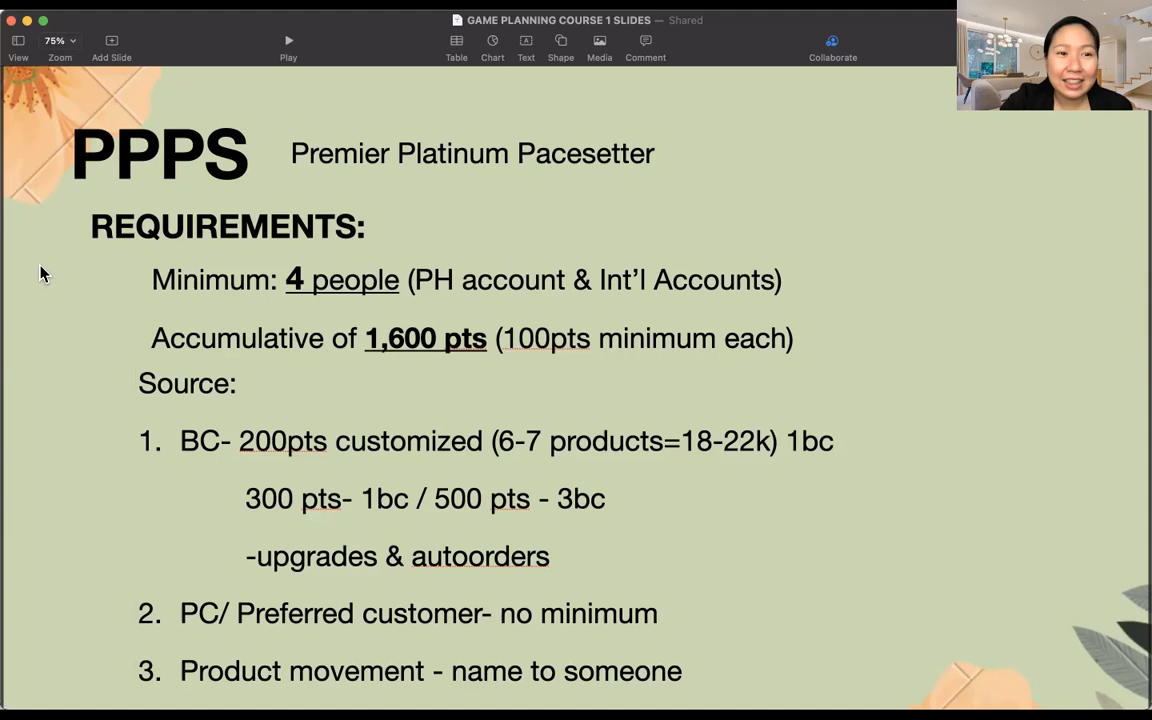 GAME PLANNING COURSE 1 SLIDES — Shared
75%
View Zoom Add Slide Play Table Chart Text Shape Media Comment Collaborate
PPPS Premier Platinum Pacesetter
REQUIREMENTS:
Minimum: 4 people (PH account & Int'l Accounts)
Accumulative of 1,600 pts (100pts minimum each)
Source:
1. BC- 200pts customized (6-7 products=18-22k) 1bc
300 pts- 1bc / 500 pts - 3bc
-upgrades & autoorders
2. PC/ Preferred customer- no minimum
3. Product movement - name to someone